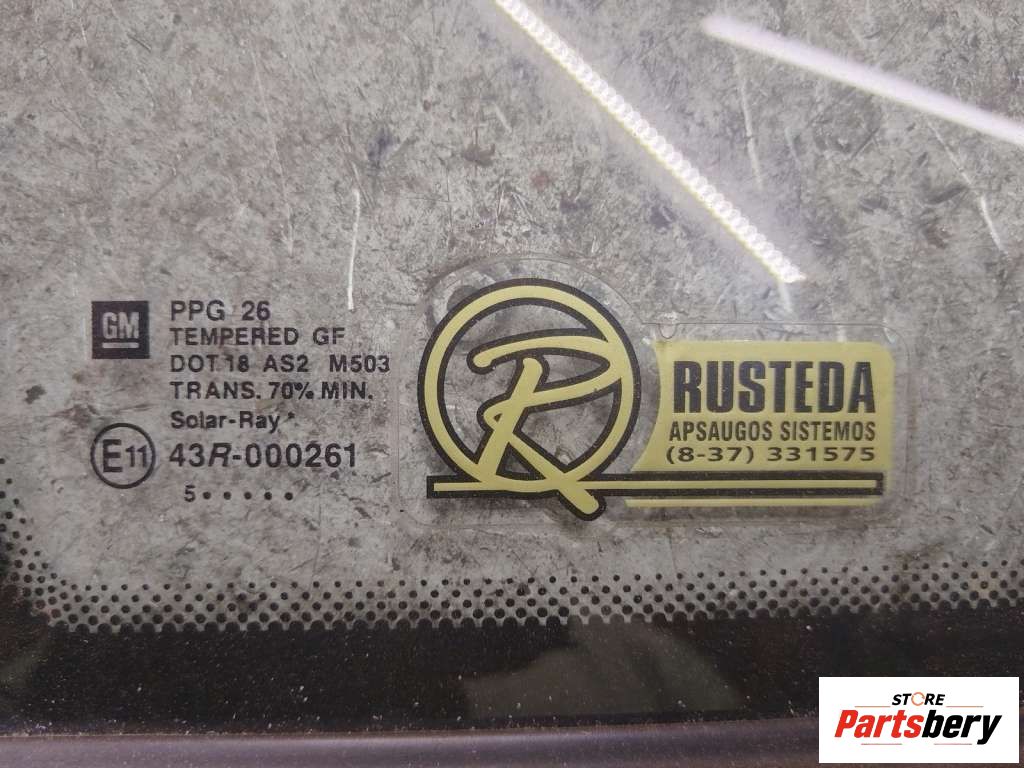 GM
PPG 26
TEMPERED GF
DOT 18 AS2 M503
TRANS. 70% MIN.
Solar-Ray*
E11 43R-000261
5•••••
R
RUSTEDA
APSAUGOS SISTEMOS
(8-37) 331575
STORE
Partsbery